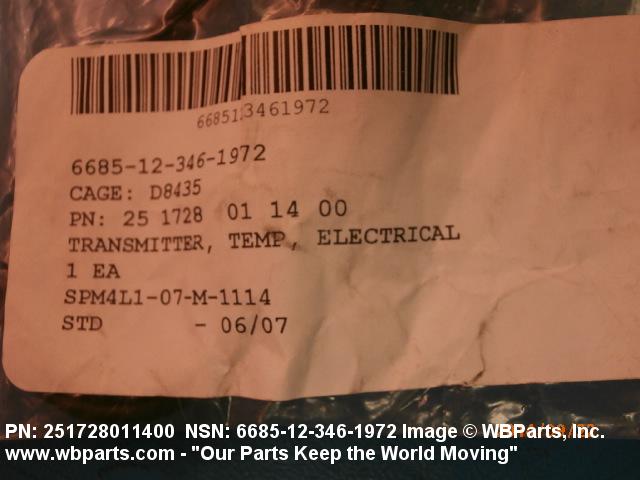 6685123461972
6685-12-346-1972
CAGE: D8435
PN: 25 1728 01 14 00
TRANSMITTER, TEMP, ELECTRICAL
1 EA
SPM4L1-07-M-1114
STD - 06/07
PN: 251728011400 NSN: 6685-12-346-1972 Image © WBParts, Inc.
www.wbparts.com - "Our Parts Keep the World Moving"